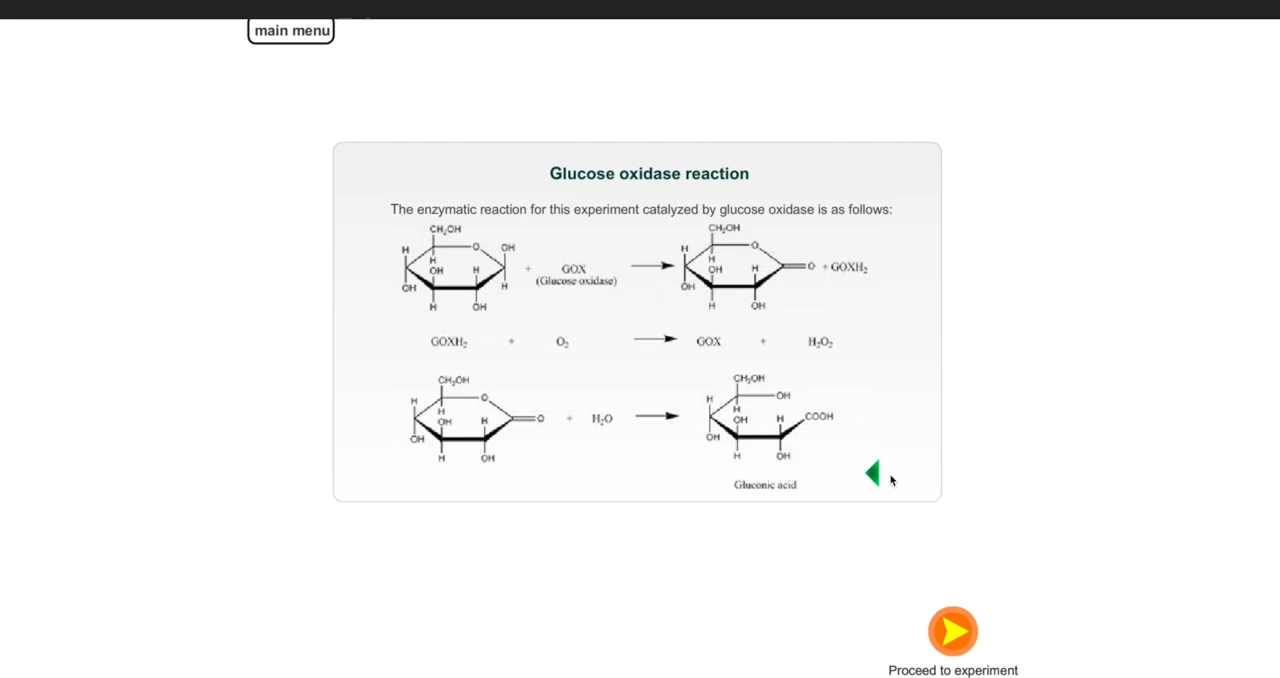 main menu
Glucose oxidase reaction
The enzymatic reaction for this experiment catalyzed by glucose oxidase is as follows:
CH₂OH CH₂OH
H O OH H O
H H
OH H + GOX OH H O + GOXH₂
(Glucose oxidase)
OH H OH
H OH H OH
GOXH₂ + O₂ GOX + H₂O₂
CH₂OH CH₂OH
H O H OH
H H
OH H O + H₂O OH H COOH
OH OH
H OH H OH
Gluconic acid
Proceed to experiment